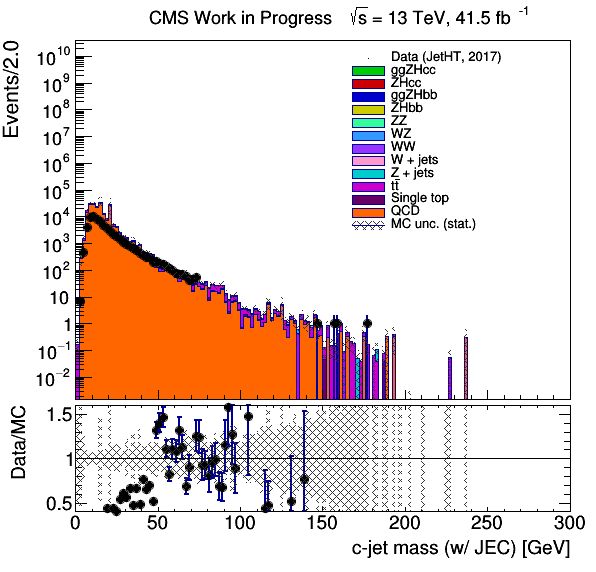 CMS Work in Progress √s = 13 TeV, 41.5 fb⁻¹
Events/2.0
10¹⁰
10⁹
10⁸
10⁷
10⁶
10⁵
10⁴
10³
10²
10
1
10⁻¹
10⁻²
Data (JetHT, 2017)
ggZHcc
ZHcc
ggZHbb
ZHbb
ZZ
WZ
WW
W + jets
Z + jets
tt̄
Single top
QCD
MC unc. (stat.)
Data/MC
1.5
1
0.5
0 50 100 150 200 250 300
c-jet mass (w/ JEC) [GeV]